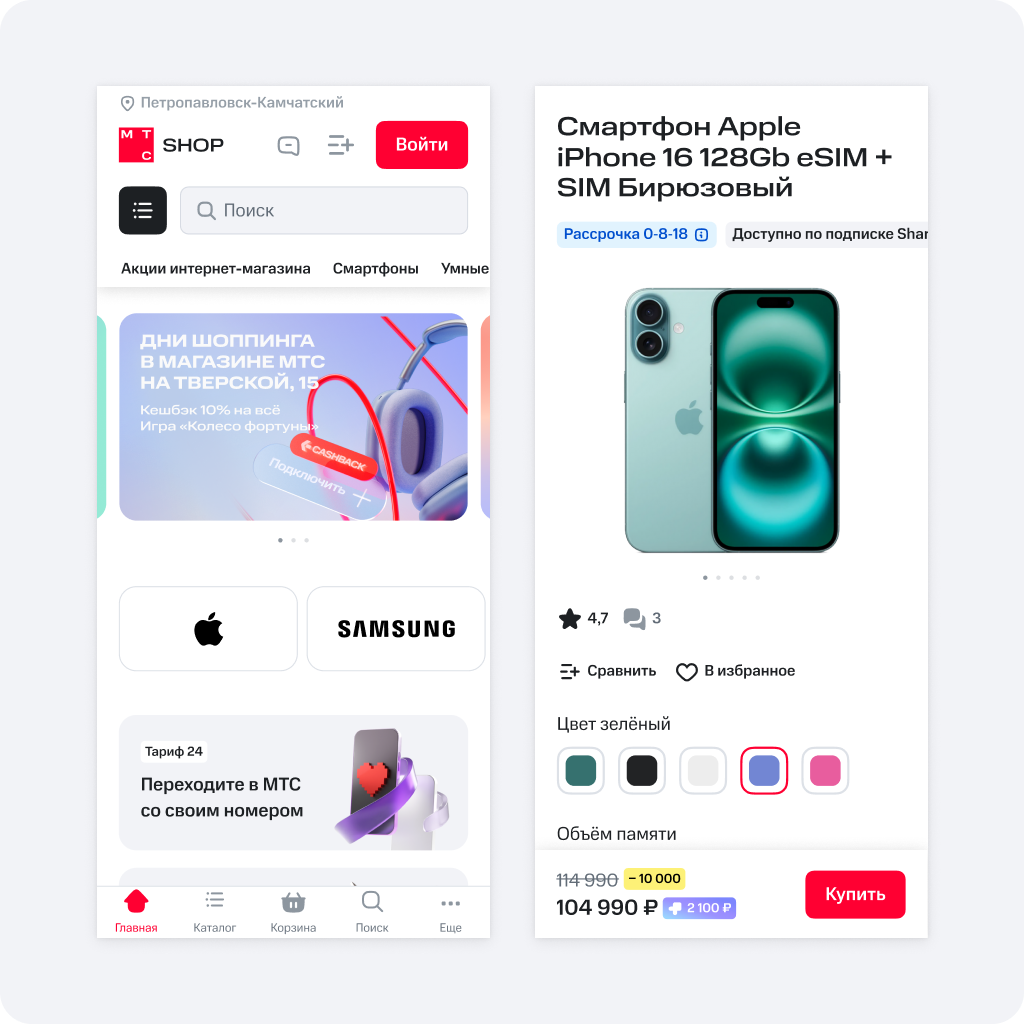 Петропавловск-Камчатский
МТС SHOP
Войти
Поиск
Акции интернет-магазина Смартфоны Умные
ДНИ ШОППИНГА
В МАГАЗИНЕ МТС
НА ТВЕРСКОЙ, 15
Кешбэк 10% на всё
Игра «Колесо фортуны»
CASHBACK
Подключить
SAMSUNG
Тариф 24
Переходите в МТС
со своим номером
Главная Каталог Корзина Поиск Еще
Смартфон Apple
iPhone 16 128Gb eSIM +
SIM Бирюзовый
Рассрочка 0-8-18 Доступно по подписке Shar
4,7 3
Сравнить В избранное
Цвет зелёный
Объём памяти
114 990 – 10 000
104 990 ₽ 2 100 ₽
Купить